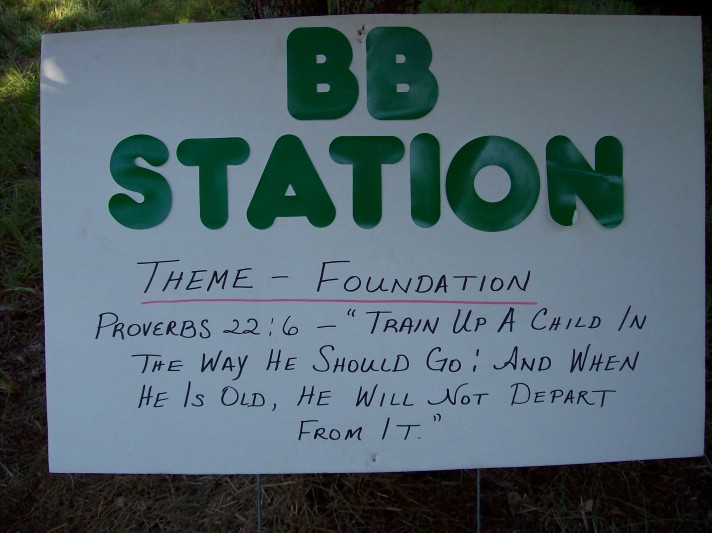 BB
STATION
THEME - FOUNDATION
PROVERBS 22:6 - "TRAIN UP A CHILD IN
THE WAY HE SHOULD GO: AND WHEN
HE IS OLD, HE WILL NOT DEPART
FROM IT."